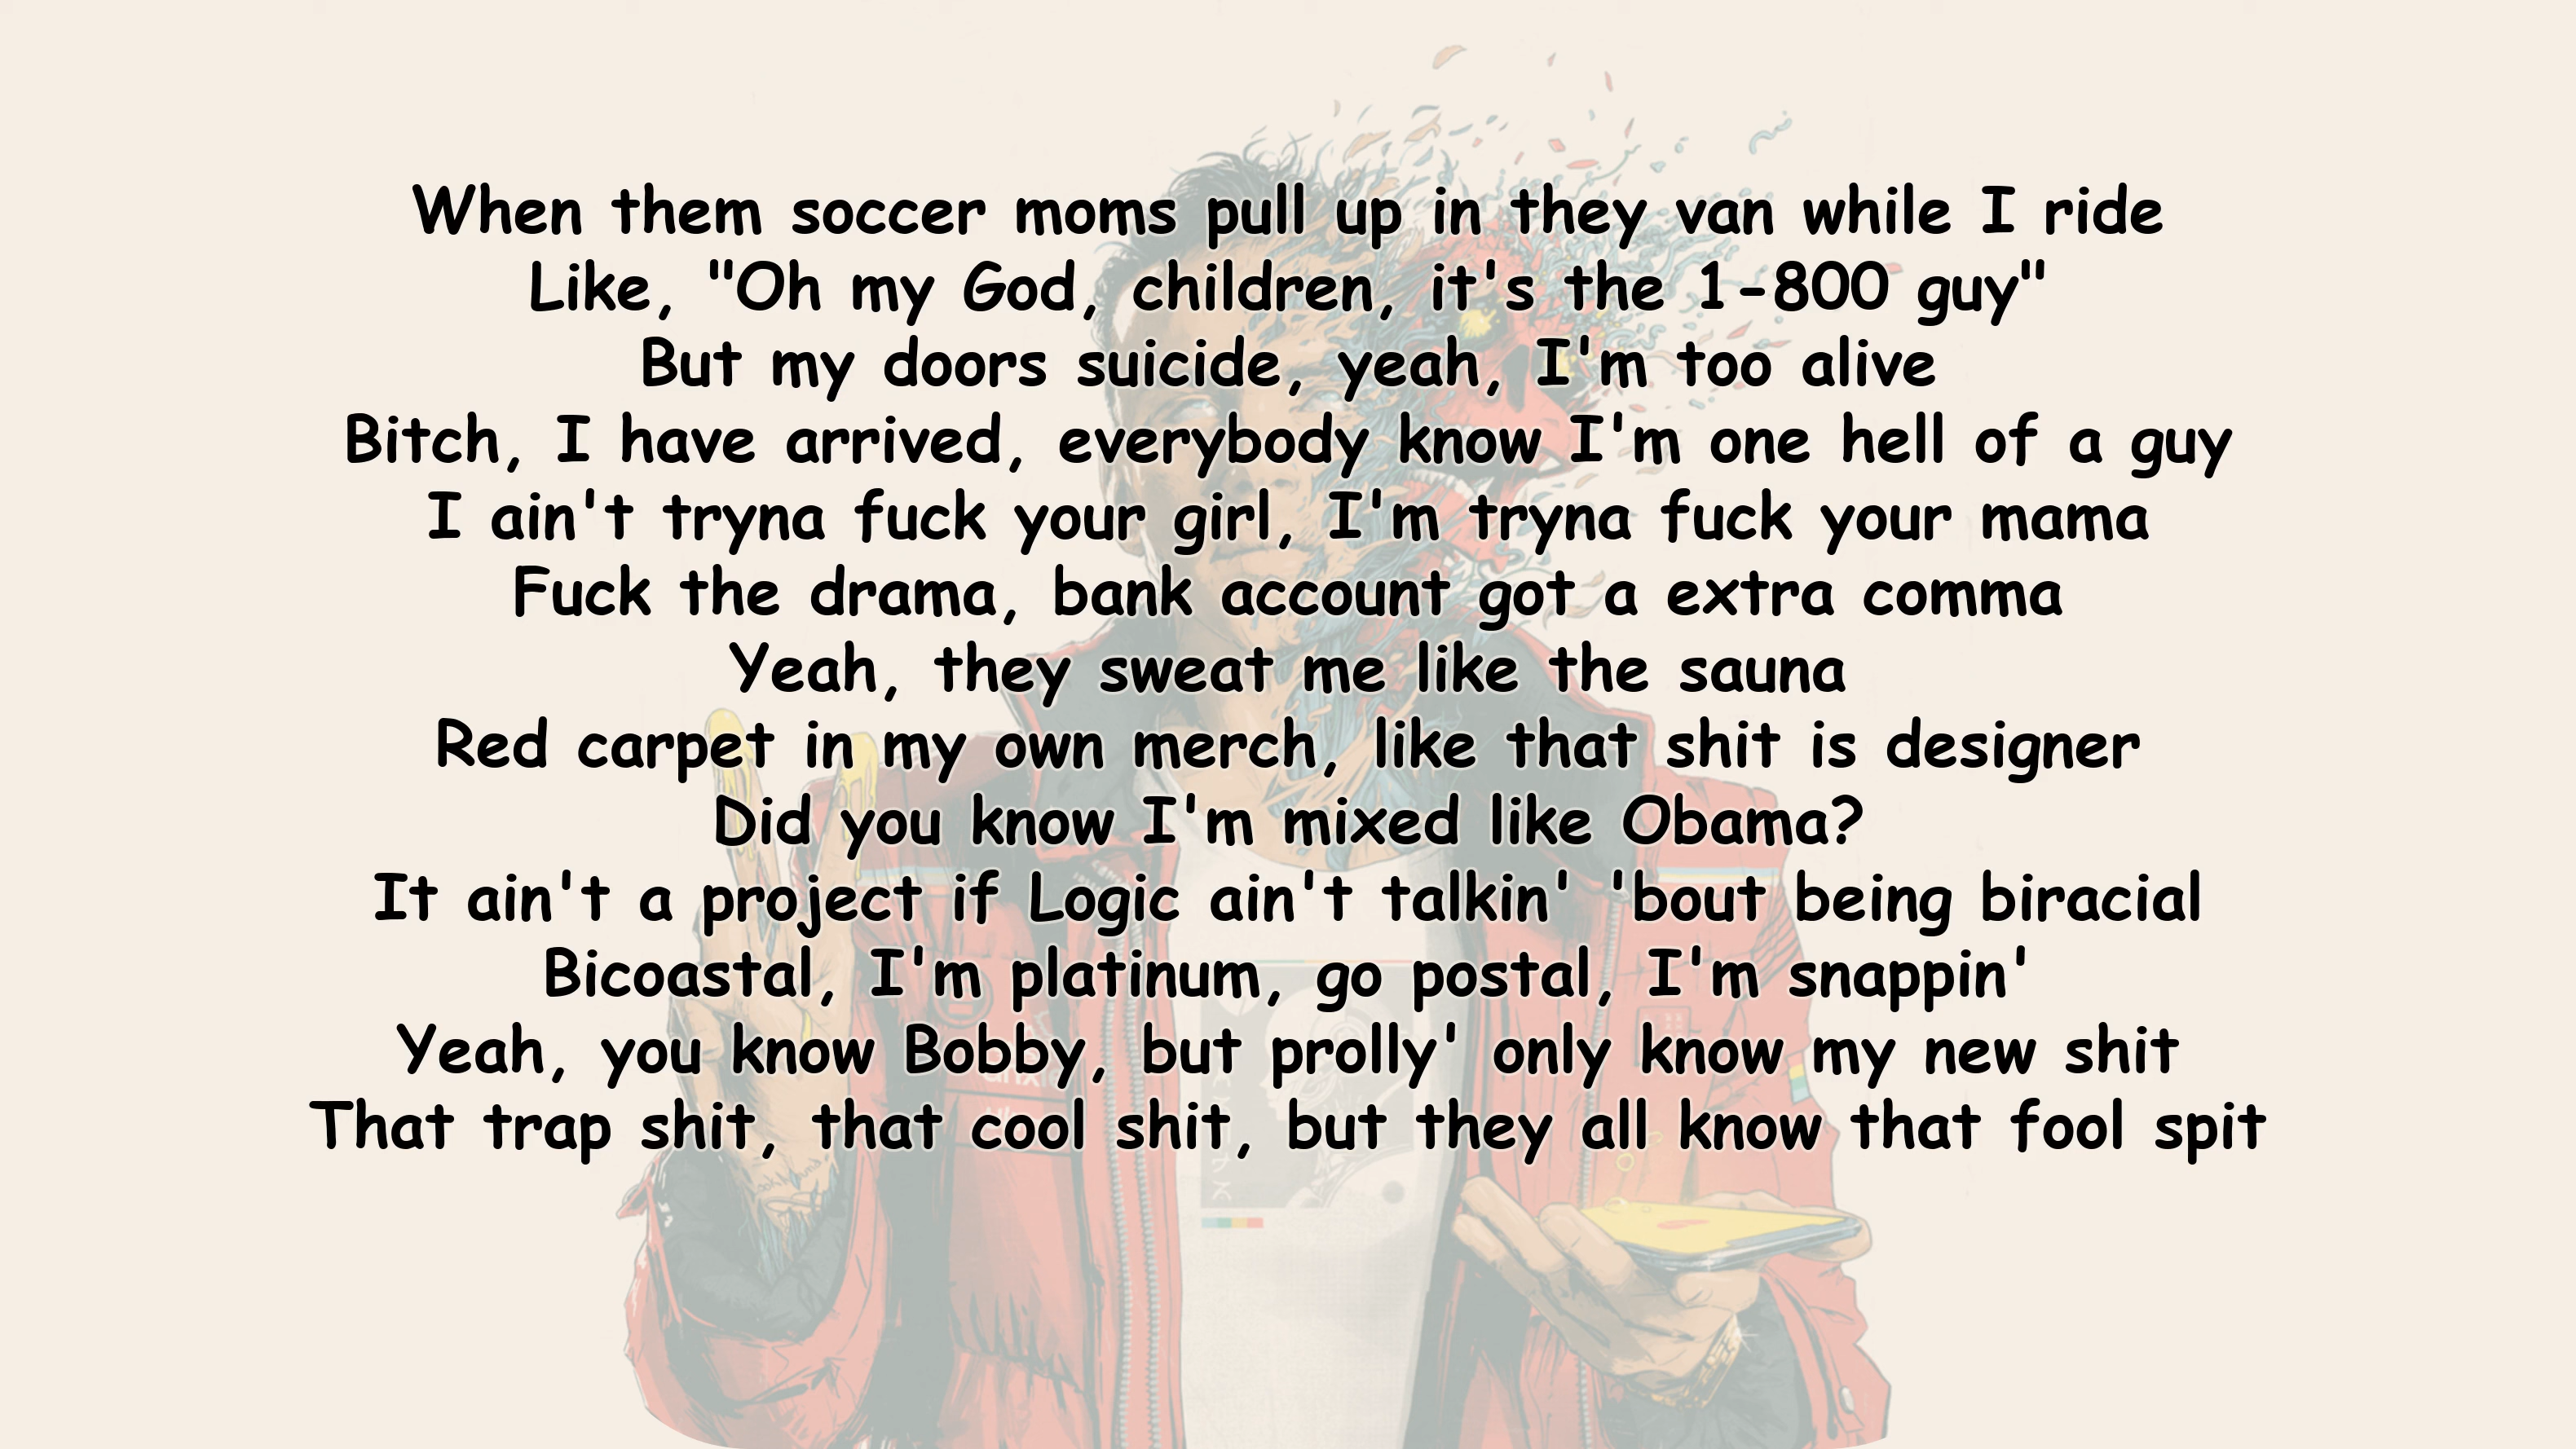 When them soccer moms pull up in they van while I ride
Like, "Oh my God, children, it's the 1-800 guy"
But my doors suicide, yeah, I'm too alive
Bitch, I have arrived, everybody know I'm one hell of a guy
I ain't tryna fuck your girl, I'm tryna fuck your mama
Fuck the drama, bank account got a extra comma
Yeah, they sweat me like the sauna
Red carpet in my own merch, like that shit is designer
Did you know I'm mixed like Obama?
It ain't a project if Logic ain't talkin' 'bout being biracial
Bicoastal, I'm platinum, go postal, I'm snappin'
Yeah, you know Bobby, but prolly' only know my new shit
That trap shit, that cool shit, but they all know that fool spit